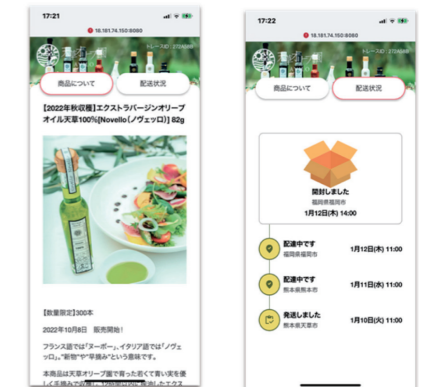 17:21
18.181.74.150:8080
商品について
配送状況
【2022年秋収穫】エクストラバージンオリーブ
オイル天草100%[Novello(ノヴェッロ)] 82g
【数量限定】300本
2022年10月8日 販売開始!
フランス語では「ヌーボー」、イタリア語では「ノヴェ
ッロ」。"新物"や"早摘み"という意味です。
本商品は天草オリーブ園で育った若くて青い実を優
17:22
18.181.74.150:8080
商品について
配送状況
開封しました
福岡県福岡市
1月12日(木) 14:00
配達中です
福岡県福岡市
1月12日(木) 11:00
配達中です
熊本県熊本市
1月11日(水) 11:00
発送しました
熊本県天草市
1月10日(火) 11:00